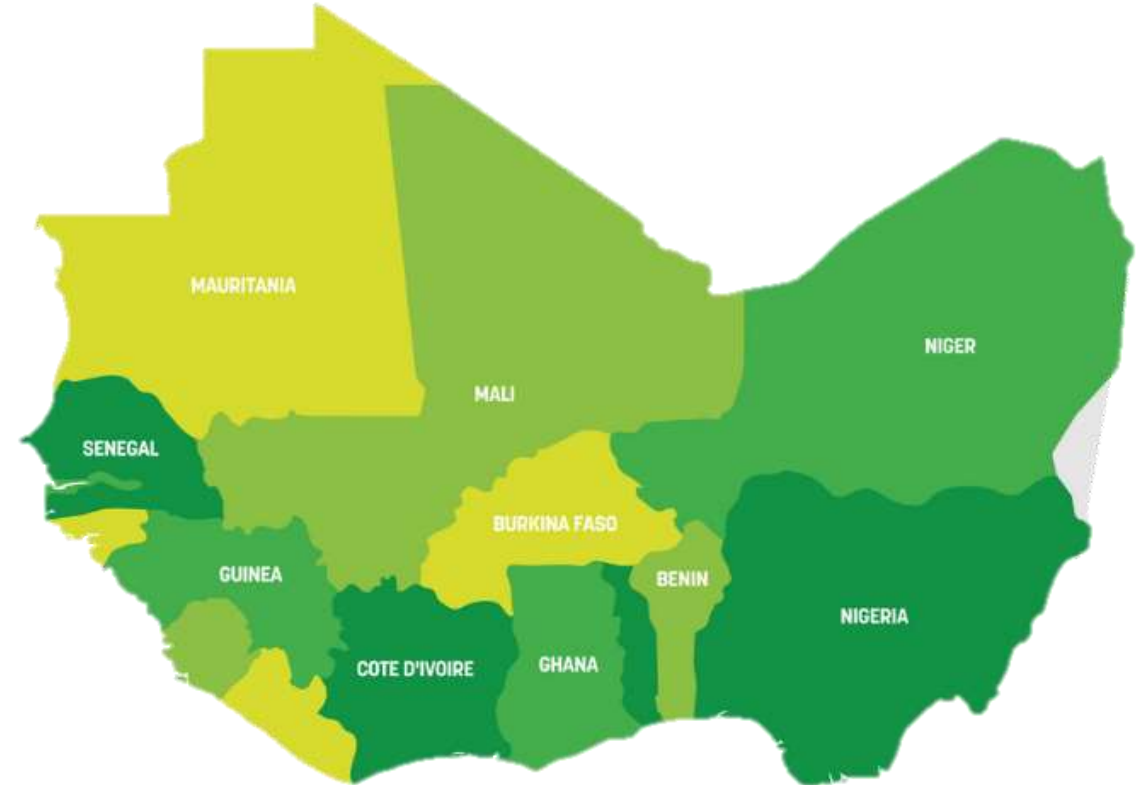 MAURITANIA
NIGER
MALI
SENEGAL
BURKINA FASO
GUINEA
BENIN
NIGERIA
COTE D'IVOIRE
GHANA